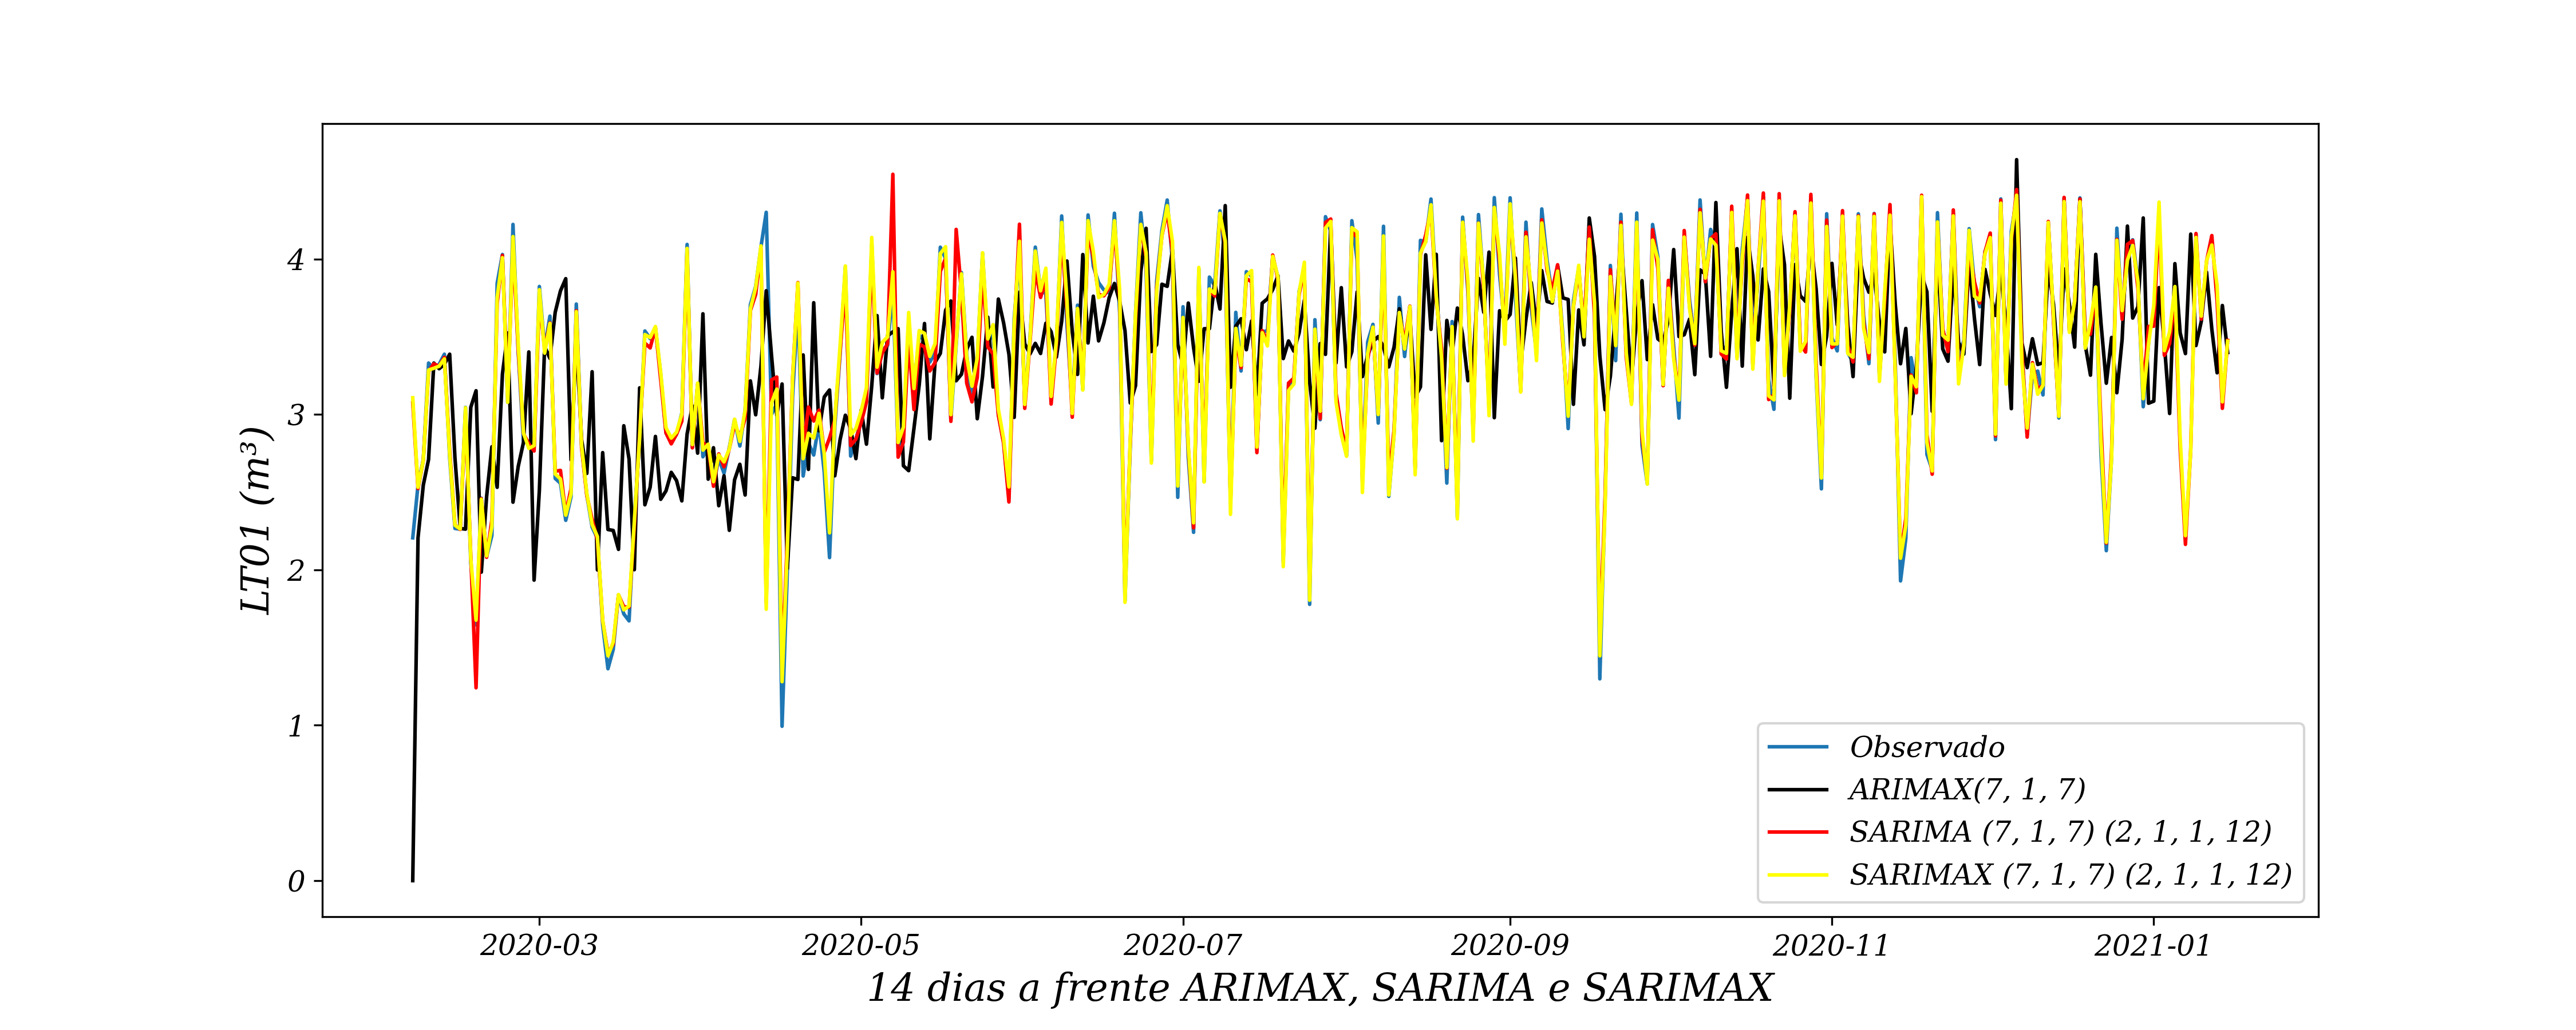 LT01 (m³)
4
3
2
1
0
Observado
ARIMAX(7, 1, 7)
SARIMA (7, 1, 7) (2, 1, 1, 12)
SARIMAX (7, 1, 7) (2, 1, 1, 12)
2020-03 2020-05 2020-07 2020-09 2020-11 2021-01
14 dias a frente ARIMAX, SARIMA e SARIMAX